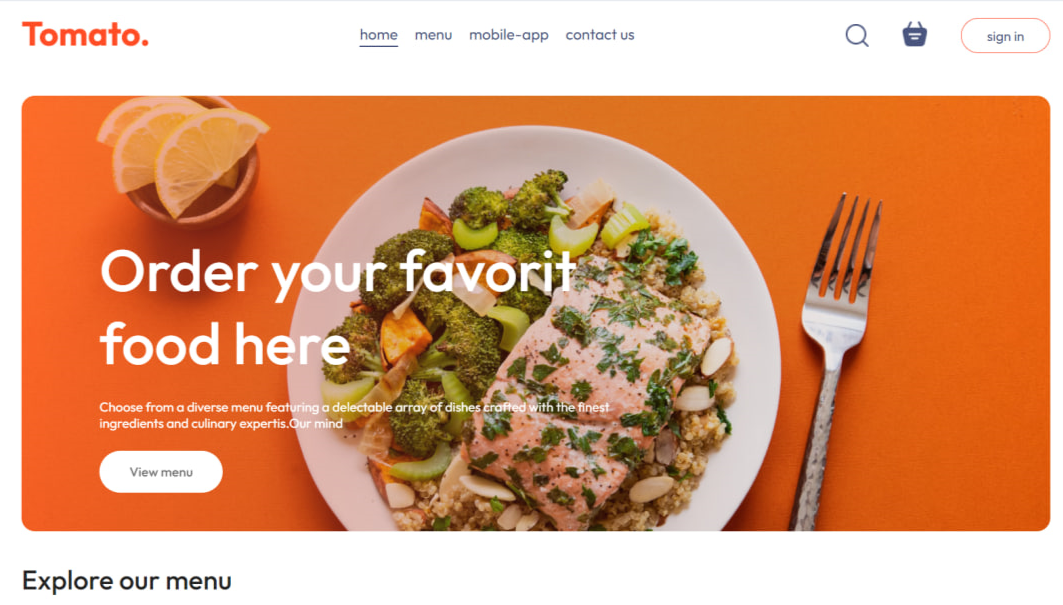 Tomato.
home menu mobile-app contact us
sign in
Order your favorit
food here
Choose from a diverse menu featuring a delectable array of dishes crafted with the finest
ingredients and culinary expertis.Our mind
View menu
Explore our menu